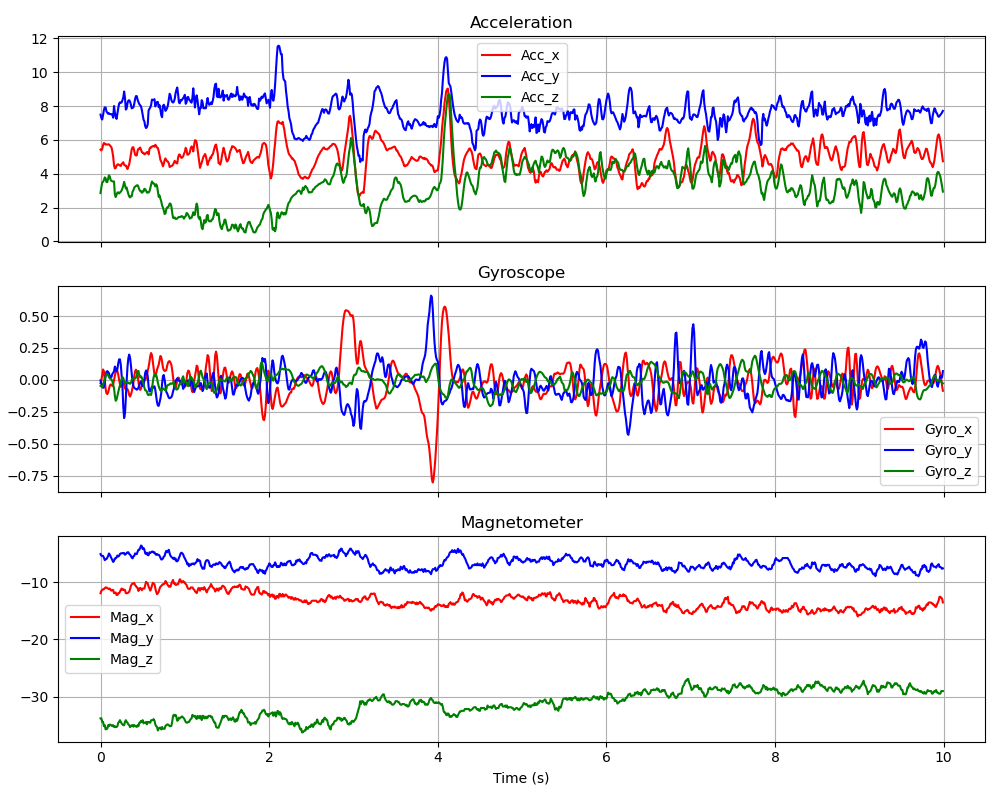 Acceleration
12
10
8
6
4
2
0
Acc_x
Acc_y
Acc_z
Gyroscope
0.50
0.25
0.00
−0.25
−0.50
−0.75
Gyro_x
Gyro_y
Gyro_z
Magnetometer
−10
−20
−30
Mag_x
Mag_y
Mag_z
0 2 4 6 8 10
Time (s)